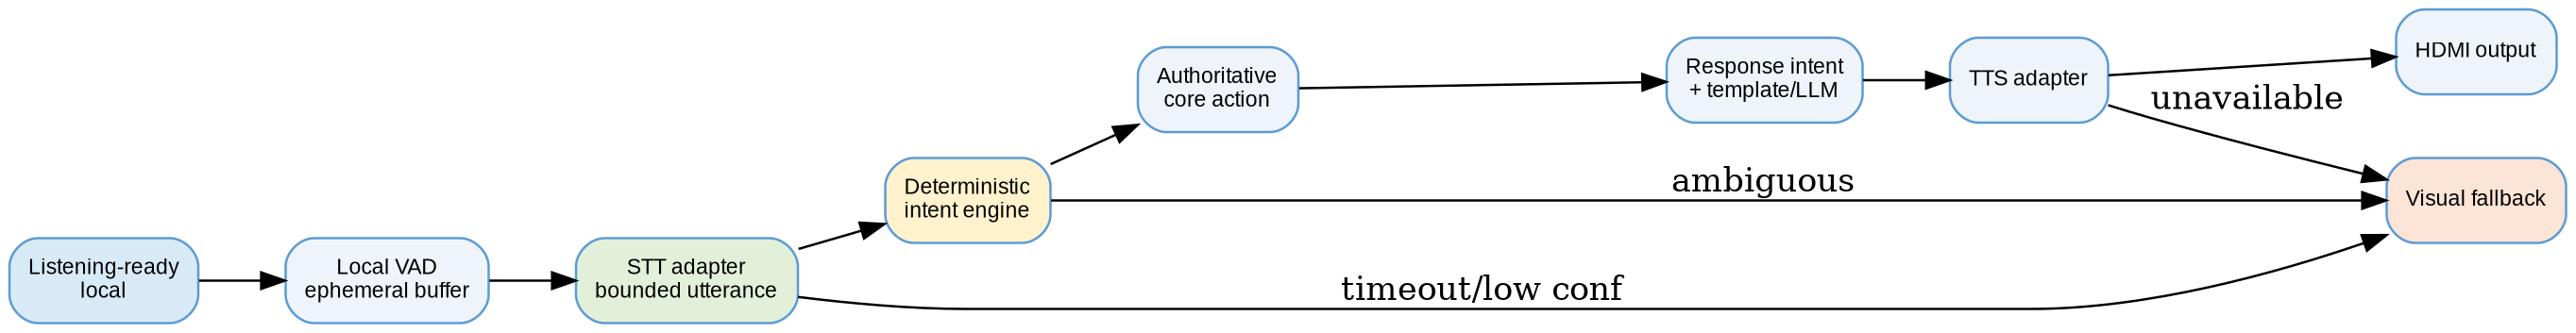 Listening-ready
local
Local VAD
ephemeral buffer
STT adapter
bounded utterance
Deterministic
intent engine
Authoritative
core action
Response intent
+ template/LLM
TTS adapter
HDMI output
unavailable
ambiguous
Visual fallback
timeout/low conf